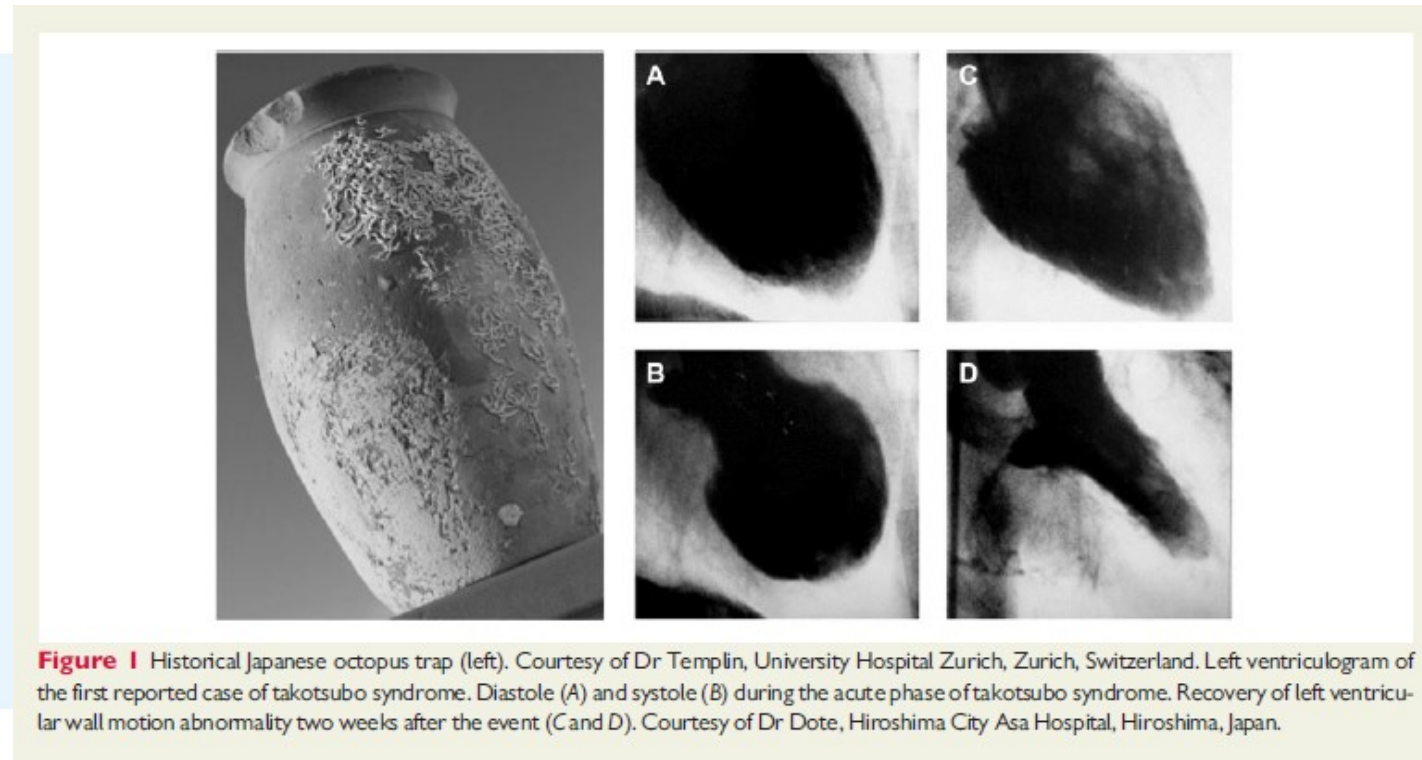 A
C
B
D
Figure 1 Historical Japanese octopus trap (left). Courtesy of Dr Templin, University Hospital Zurich, Zurich, Switzerland. Left ventriculogram of
the first reported case of takotsubo syndrome. Diastole (A) and systole (B) during the acute phase of takotsubo syndrome. Recovery of left ventricu-
lar wall motion abnormality two weeks after the event (C and D). Courtesy of Dr Dote, Hiroshima City Asa Hospital, Hiroshima, Japan.